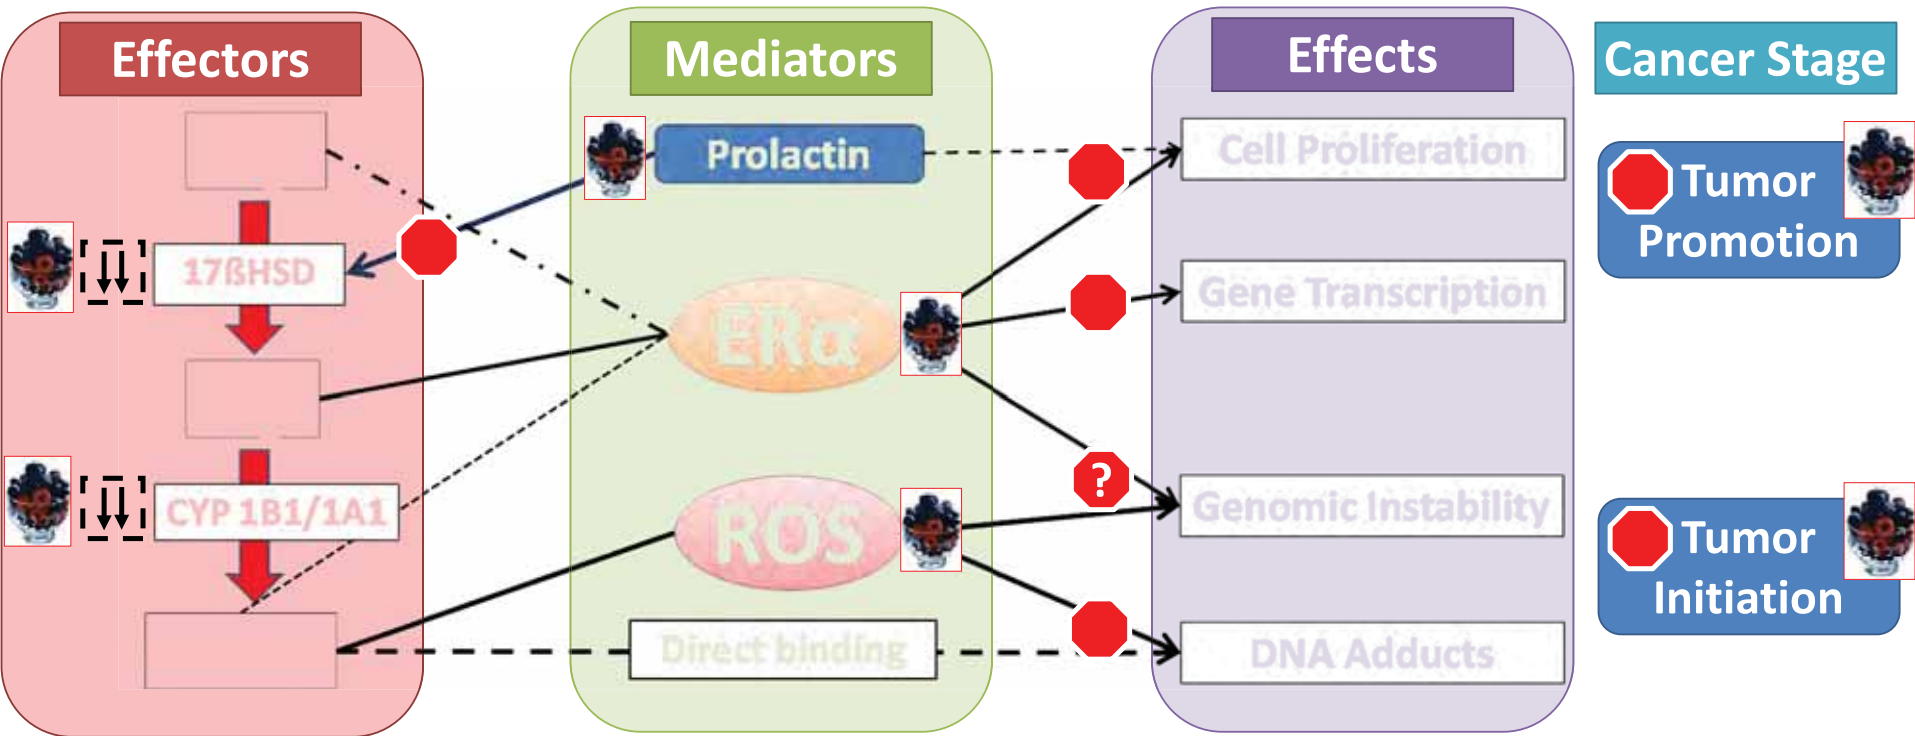 Effectors
Mediators
Effects
Cancer Stage
Prolactin
Cell Proliferation
Tumor
Promotion
17ßHSD
Gene Transcription
ERα
CYP 1B1/1A1
?
Genomic Instability
ROS
Tumor
Initiation
Direct binding
DNA Adducts